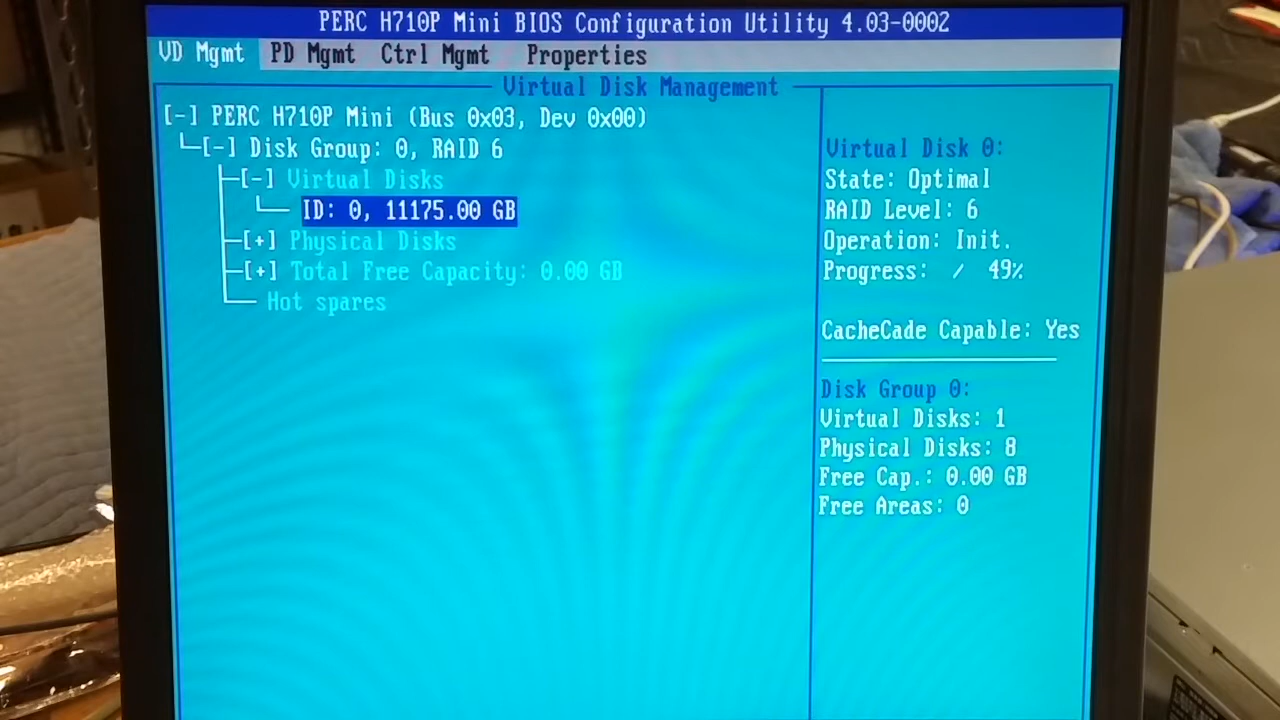 PERC H710P Mini BIOS Configuration Utility 4.03-0002
VD Mgmt PD Mgmt Ctrl Mgmt Properties
Virtual Disk Management
[-] PERC H710P Mini (Bus 0x03, Dev 0x00)
[-] Disk Group: 0, RAID 6
[-] Virtual Disks
ID: 0, 11175.00 GB
[+] Physical Disks
[+] Total Free Capacity: 0.00 GB
Hot spares
Virtual Disk 0:
State: Optimal
RAID Level: 6
Operation: Init.
Progress: / 49%
CacheCade Capable: Yes
Disk Group 0:
Virtual Disks: 1
Physical Disks: 8
Free Cap.: 0.00 GB
Free Areas: 0